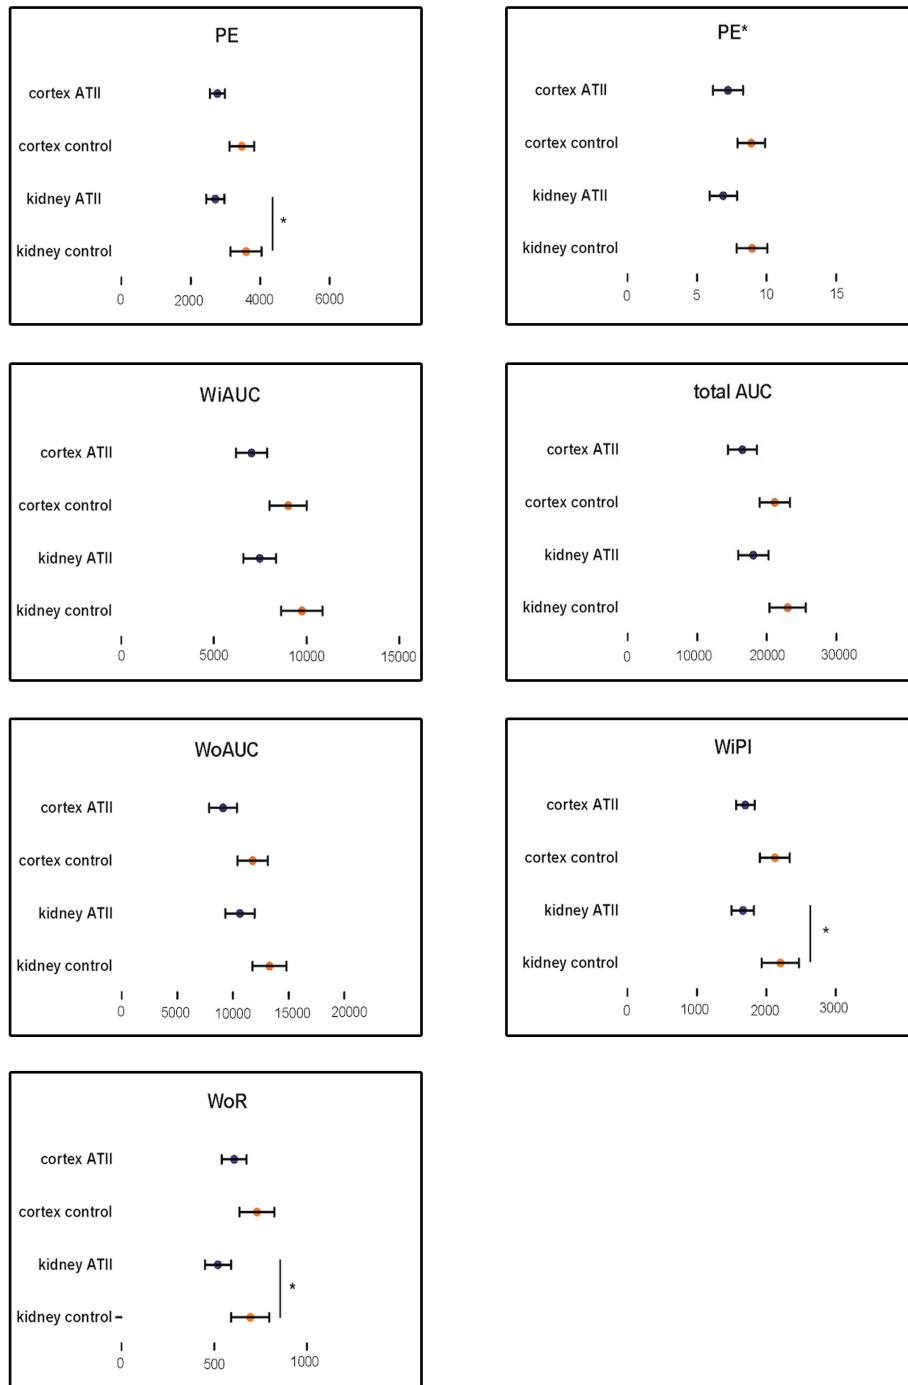 PE
cortex ATII
cortex control
kidney ATII
*
kidney control
0 2000 4000 6000
PE*
cortex ATII
cortex control
kidney ATII
kidney control
0 5 10 15
WiAUC
cortex ATII
cortex control
kidney ATII
kidney control
0 5000 10000 15000
total AUC
cortex ATII
cortex control
kidney ATII
kidney control
0 10000 20000 30000
WoAUC
cortex ATII
cortex control
kidney ATII
kidney control
0 5000 10000 15000 20000
WiPI
cortex ATII
cortex control
kidney ATII
*
kidney control
0 1000 2000 3000
WoR
cortex ATII
cortex control
kidney ATII
*
kidney control
0 500 1000